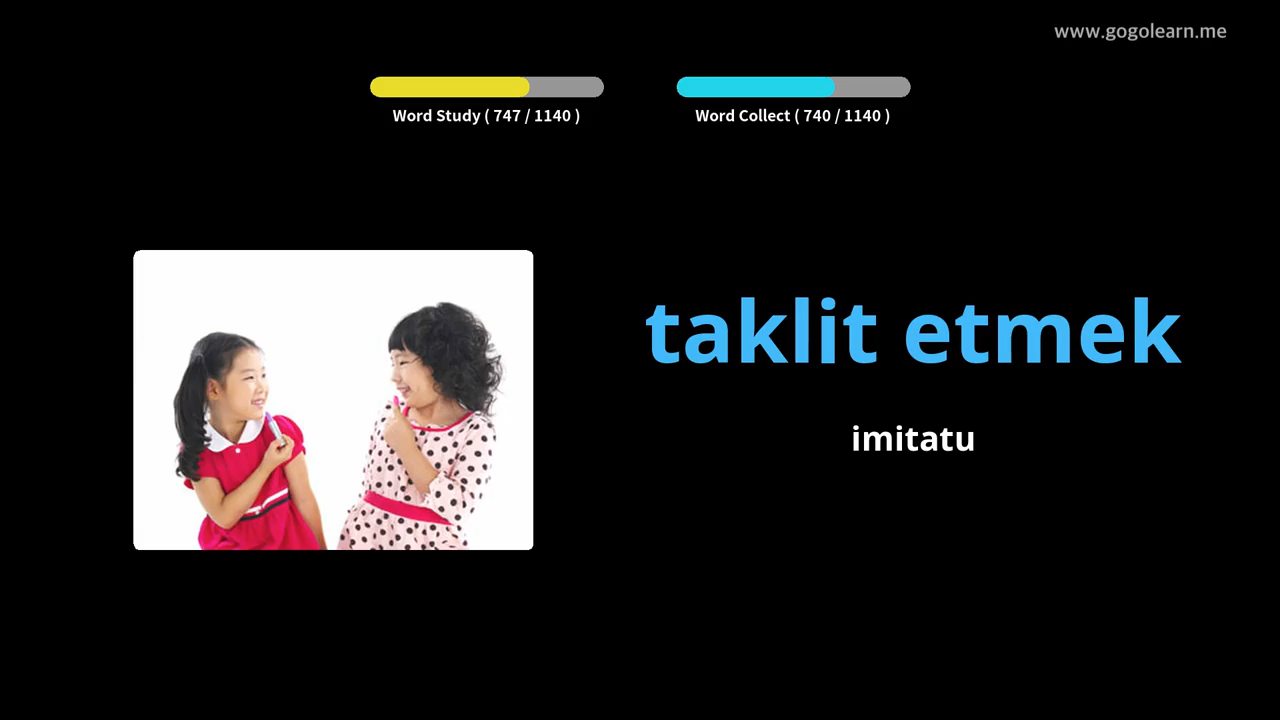 www.gogolearn.me
Word Study ( 747 / 1140 )
Word Collect ( 740 / 1140 )
taklit etmek
imitatu